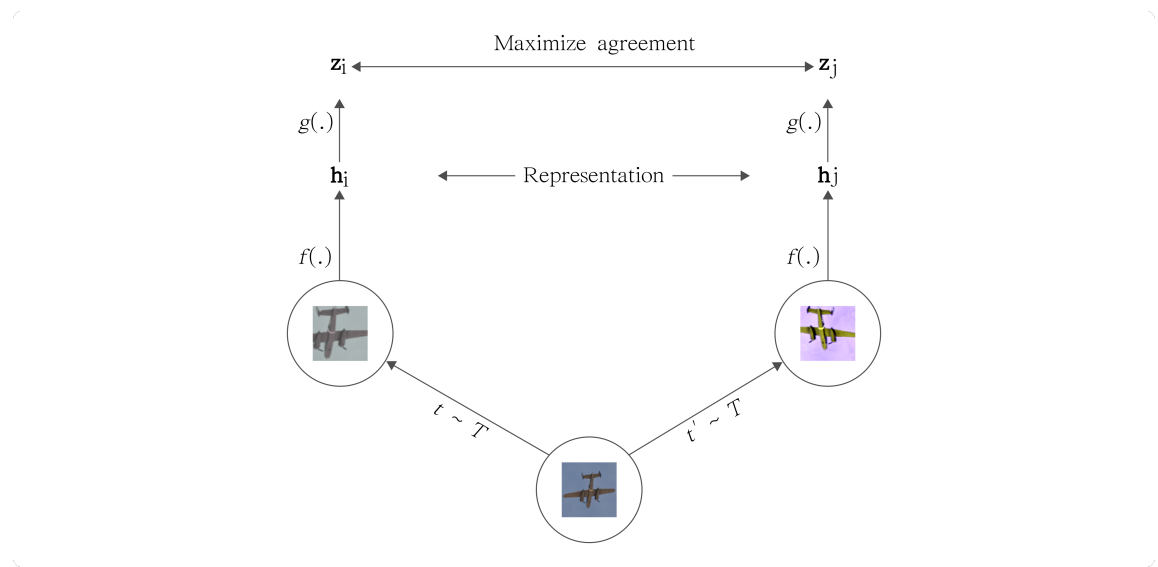 Maximize agreement
zi
zj
g(.)
g(.)
hi
Representation
hj
f(.)
f(.)
t ~ T
t' ~ T